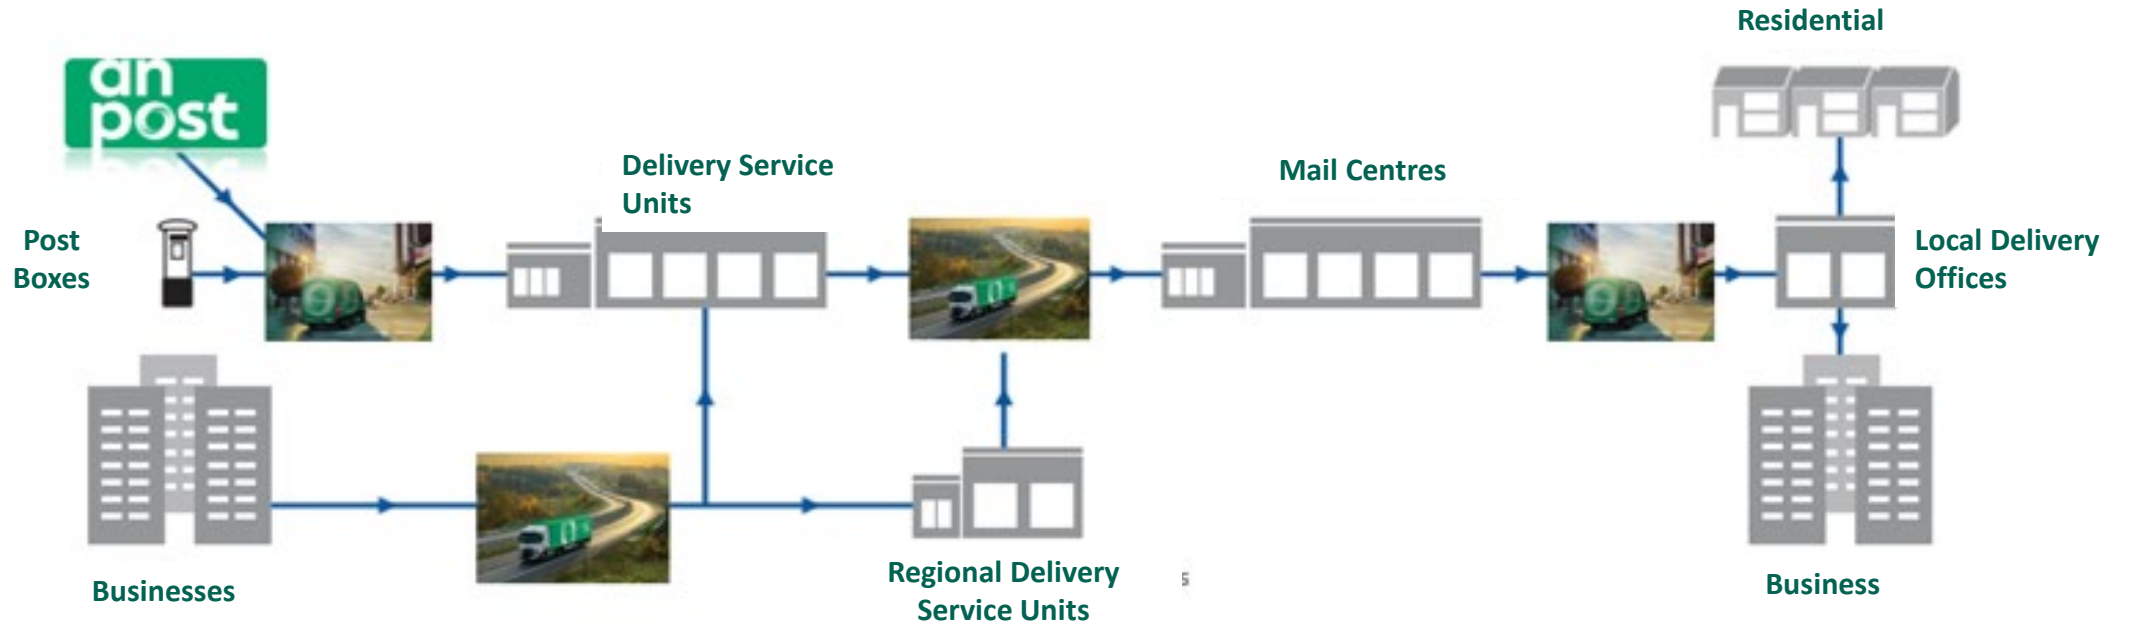 Residential
an
post
Delivery Service
Units
Mail Centres
Post
Boxes
Local Delivery
Offices
Businesses
Regional Delivery
Service Units
s
Business